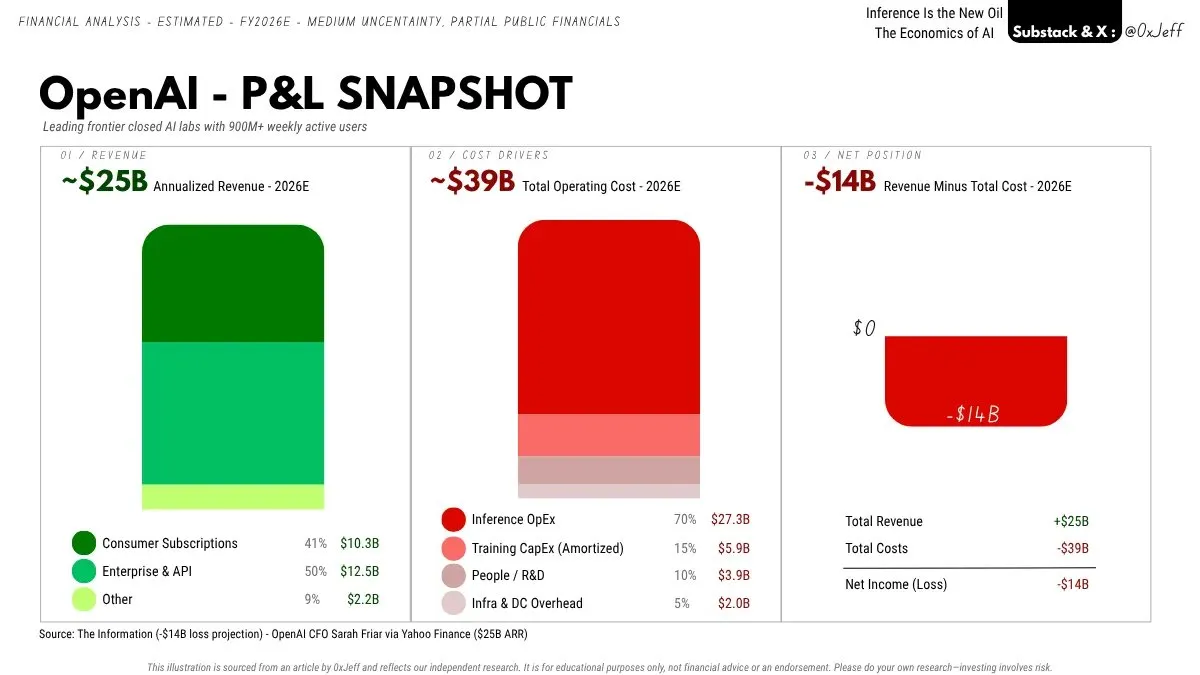 FINANCIAL ANALYSIS - ESTIMATED - FY2026E - MEDIUM UNCERTAINTY, PARTIAL PUBLIC FINANCIALS
Inference Is the New Oil
The Economics of AI
Substack & X : @0xJeff
OpenAI - P&L SNAPSHOT
Leading frontier closed AI labs with 900M+ weekly active users
01 / REVENUE
~$25B Annualized Revenue - 2026E
Consumer Subscriptions 41% $10.3B
Enterprise & API 50% $12.5B
Other 9% $2.2B
02 / COST DRIVERS
~$39B Total Operating Cost - 2026E
Inference OpEx 70% $27.3B
Training CapEx (Amortized) 15% $5.9B
People / R&D 10% $3.9B
Infra & DC Overhead 5% $2.0B
03 / NET POSITION
-$14B Revenue Minus Total Cost - 2026E
$0
-$14B
Total Revenue +$25B
Total Costs -$39B
Net Income (Loss) -$14B
Source: The Information (-$14B loss projection) - OpenAI CFO Sarah Friar via Yahoo Finance ($25B ARR)
This illustration is sourced from an article by 0xJeff and reflects our independent research. It is for educational purposes only, not financial advice or an endorsement. Please do your own research—investing involves risk.